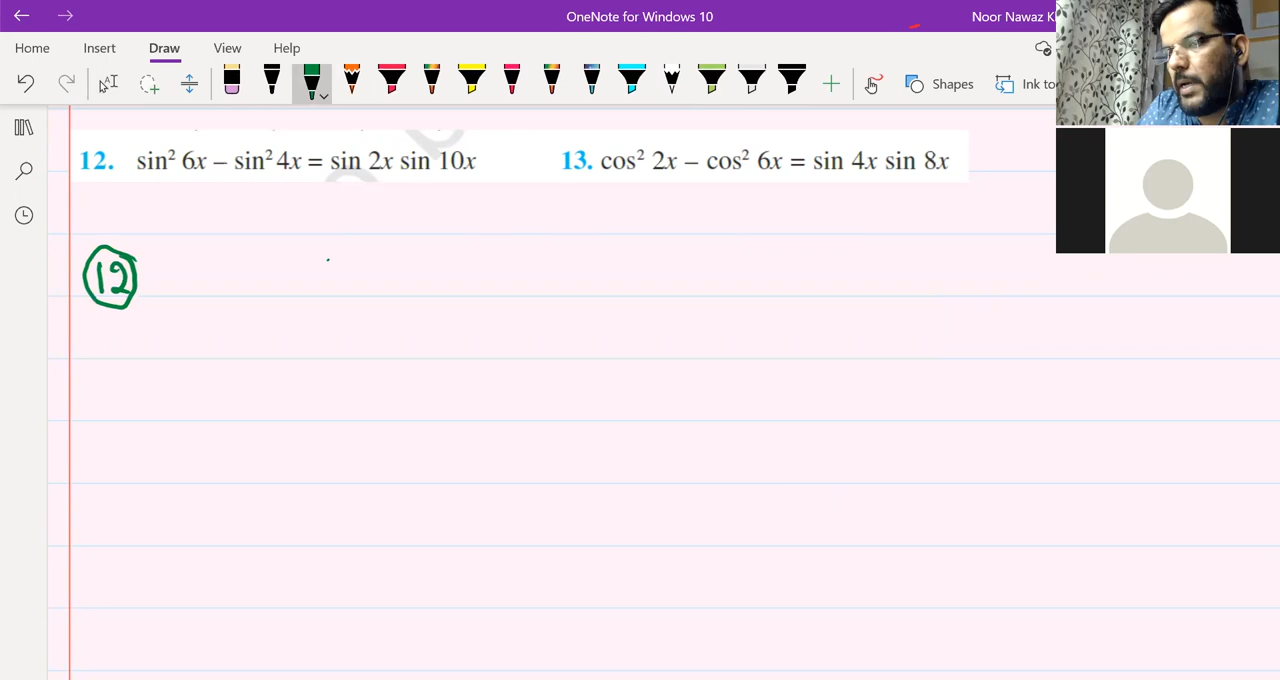 OneNote for Windows 10
Noor Nawaz K
Home Insert Draw View Help
Shapes
Ink to
12. sin² 6x – sin² 4x = sin 2x sin 10x
13. cos² 2x – cos² 6x = sin 4x sin 8x
12